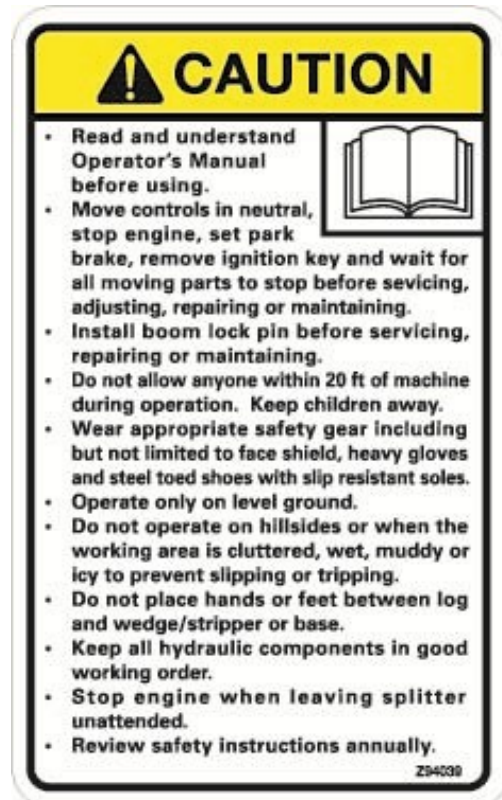 CAUTION
• Read and understand
Operator's Manual
before using.
• Move controls in neutral,
stop engine, set park
brake, remove ignition key and wait for
all moving parts to stop before sevicing,
adjusting, repairing or maintaining.
• Install boom lock pin before servicing,
repairing or maintaining.
• Do not allow anyone within 20 ft of machine
during operation. Keep children away.
• Wear appropriate safety gear including
but not limited to face shield, heavy gloves
and steel toed shoes with slip resistant soles.
• Operate only on level ground.
• Do not operate on hillsides or when the
working area is cluttered, wet, muddy or
icy to prevent slipping or tripping.
• Do not place hands or feet between log
and wedge/stripper or base.
• Keep all hydraulic components in good
working order.
• Stop engine when leaving splitter
unattended.
• Review safety instructions annually.
Z94039